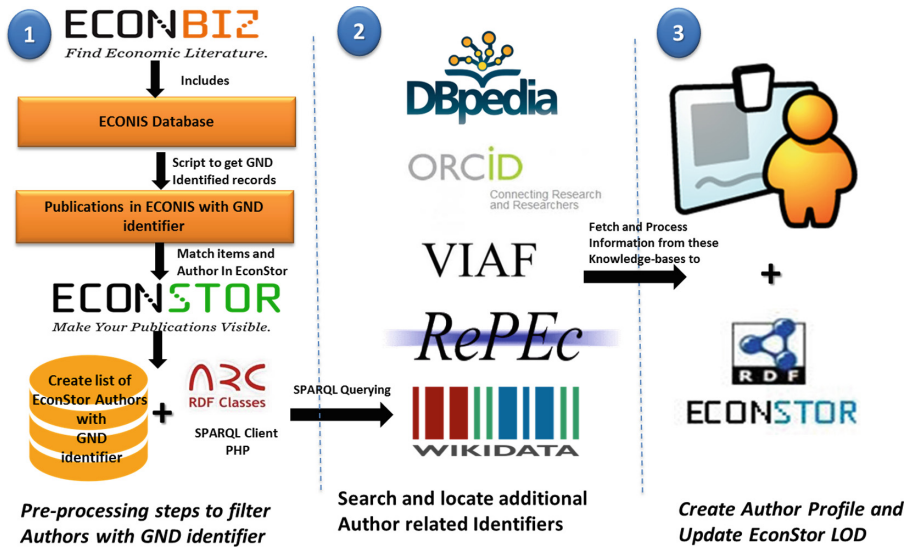 1
ECONBIZ
Find Economic Literature.
Includes
ECONIS Database
Script to get GND
Identified records
Publications in ECONIS with GND
identifier
Match items and
Author In EconStor
ECONSTOR
Make Your Publications Visible.
Create list of
EconStor Authors
with
GND
identifier
+
ARC
RDF Classes
SPARQL Client
PHP
Pre-processing steps to filter
Authors with GND identifier
SPARQL Querying
2
DBpedia
ORCiD
Connecting Research
and Researchers
VIAF
RePEc
WIKIDATA
Search and locate additional
Author related Identifiers
Fetch and Process
Information from these
Knowledge-bases to
3
+
RDF
ECONSTOR
Create Author Profile and
Update EconStor LOD